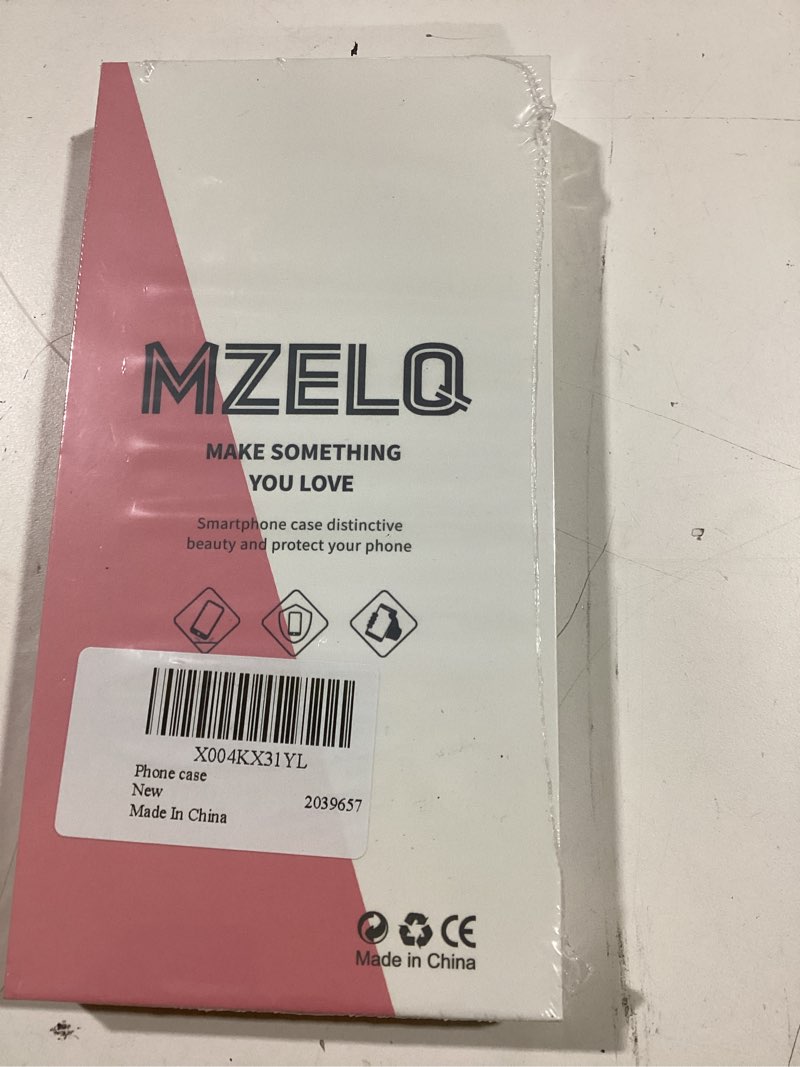 MZELQ
MAKE SOMETHING
YOU LOVE
Smartphone case distinctive
beauty and protect your phone
X004KX31YL
Phone case
New
2039657
Made In China
CE
Made in China